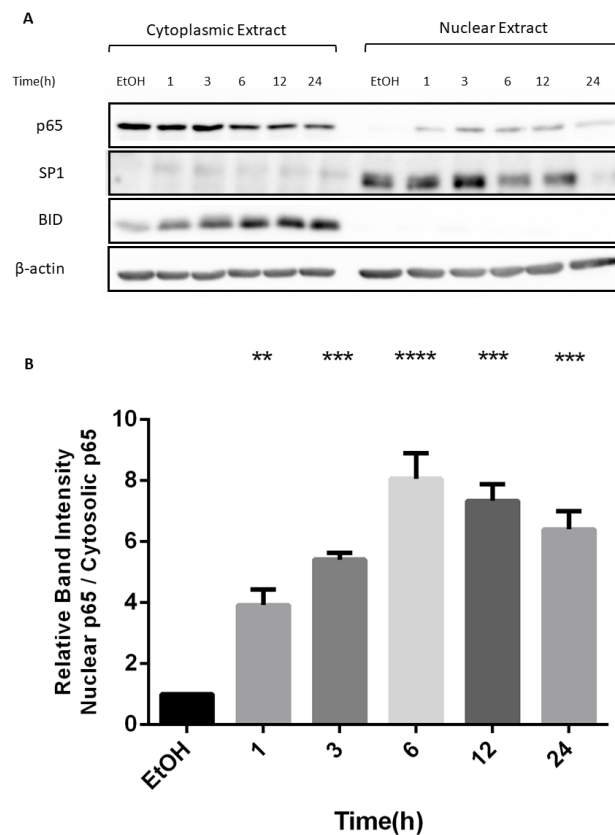 A
Cytoplasmic Extract Nuclear Extract
Time(h) EtOH 1 3 6 12 24 EtOH 1 3 6 12 24
p65
SP1
BID
β-actin
B
** *** **** *** ***
Relative Band Intensity
Nuclear p65 / Cytosolic p65
10
8
6
4
2
0
EtOH 1 3 6 12 24
Time(h)